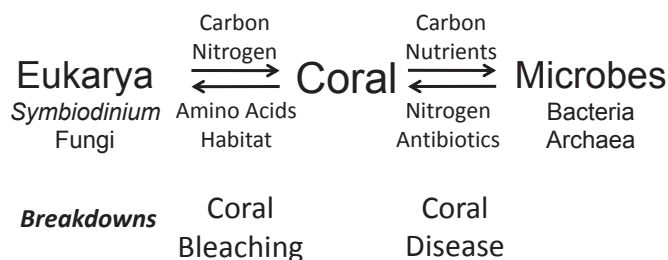 Carbon
Nitrogen
Carbon
Nutrients
Eukarya
Coral
Microbes
Symbiodinium
Fungi
Amino Acids
Habitat
Nitrogen
Antibiotics
Bacteria
Archaea
Breakdowns
Coral
Bleaching
Coral
Disease